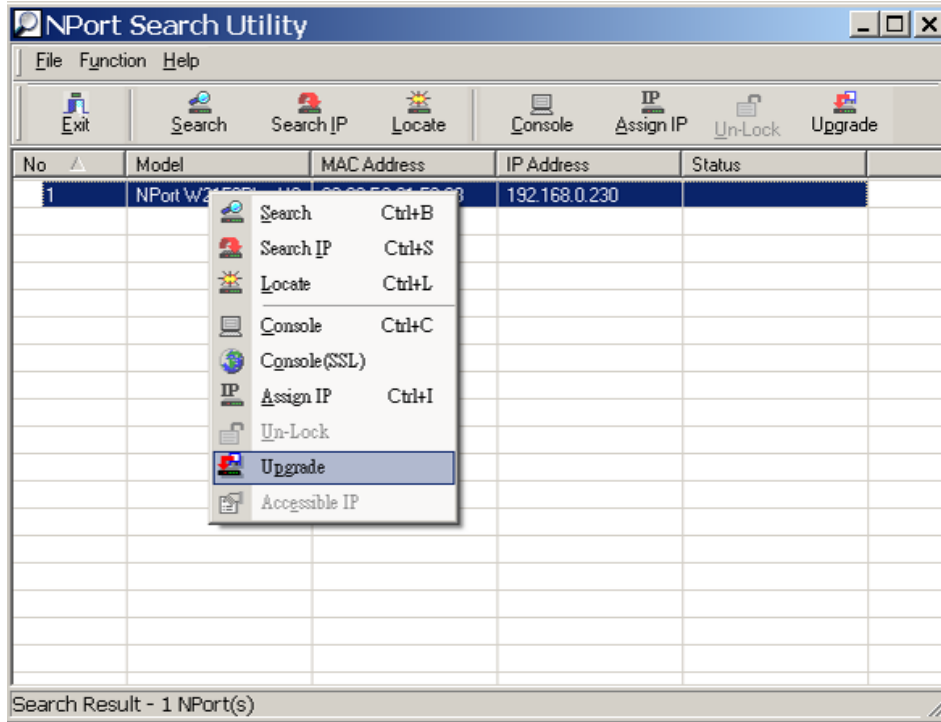 NPort Search Utility
File Function Help
Exit Search Search IP Locate Console Assign IP Un-Lock Upgrade
No Model MAC Address IP Address Status
1 NPort 192.168.0.230
Search Ctrl+B
Search IP Ctrl+S
Locate Ctrl+L
Console Ctrl+C
Console(SSL)
Assign IP Ctrl+I
Un-Lock
Upgrade
Accessible IP
Search Result - 1 NPort(s)